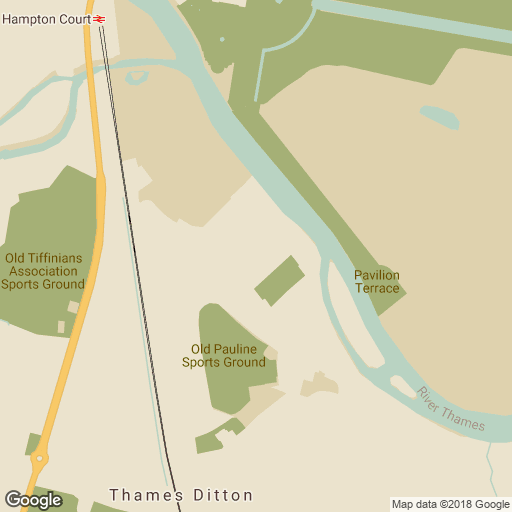 Hampton Court
Old Tiffinians
Association
Sports Ground
Pavilion
Terrace
Old Pauline
Sports Ground
River Thames
Thames Ditton
Google
Google
Map data ©2018 Google